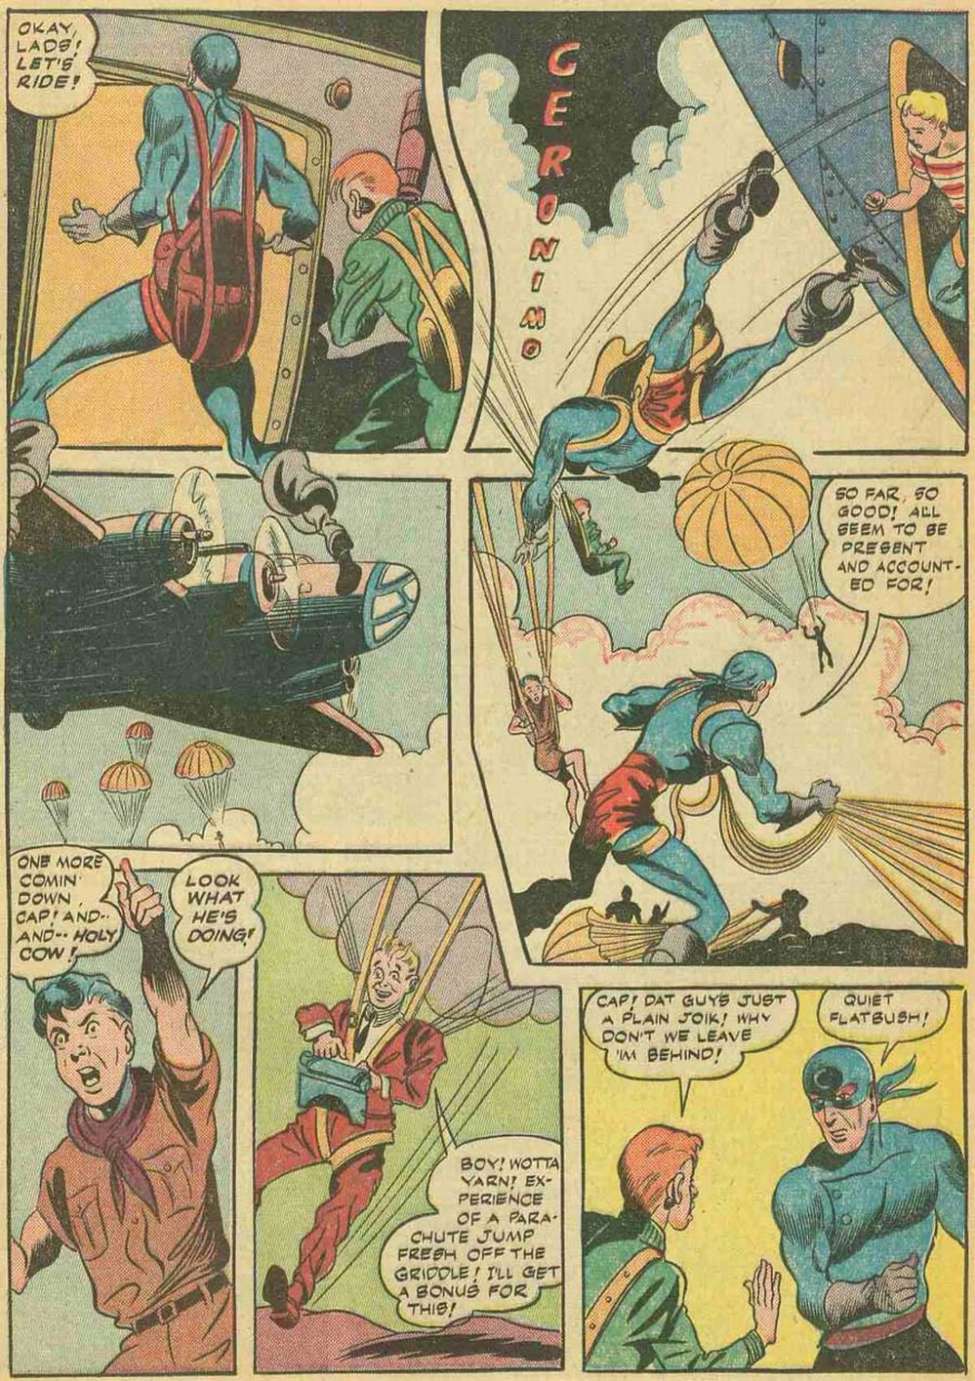 OKAY,
LADS!
LET'S
RIDE!
GERONIMO
SO FAR, SO
GOOD! ALL
SEEM TO BE
PRESENT
AND ACCOUNT-
ED FOR!
ONE MORE
COMIN'
DOWN,
CAP! AND--
AND-- HOLY
COW!
LOOK
WHAT
HE'S
DOING!
BOY! WOTTA
YARN! EX-
PERIENCE
OF A PARA-
CHUTE JUMP
FRESH OFF THE
GRIDDLE! I'LL GET
A BONUS FOR
THIS!
CAP! DAT GUY'S JUST
A PLAIN JOIK! WHY
DON'T WE LEAVE
'IM BEHIND!
QUIET
FLATBUSH!